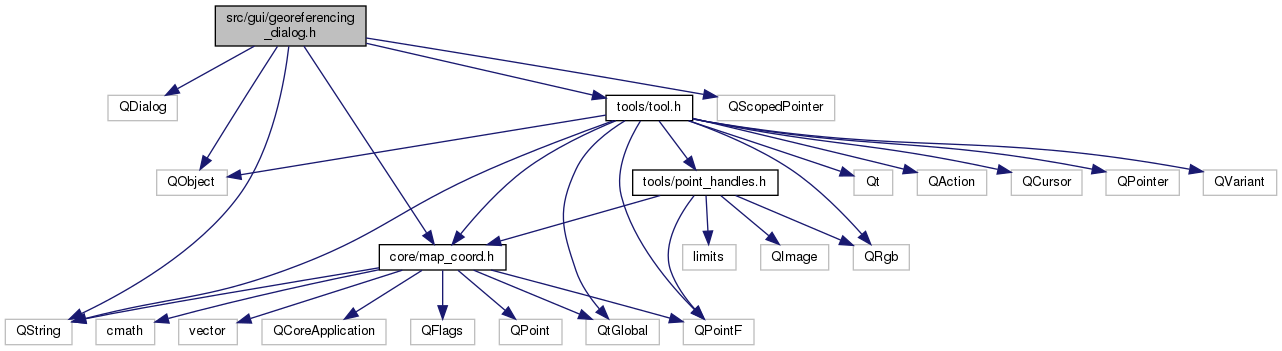 src/gui/georeferencing
_dialog.h
QDialog
tools/tool.h
QScopedPointer
QObject
tools/point_handles.h
Qt
QAction
QCursor
QPointer
QVariant
core/map_coord.h
limits
QImage
QRgb
QString
cmath
vector
QCoreApplication
QFlags
QPoint
QtGlobal
QPointF